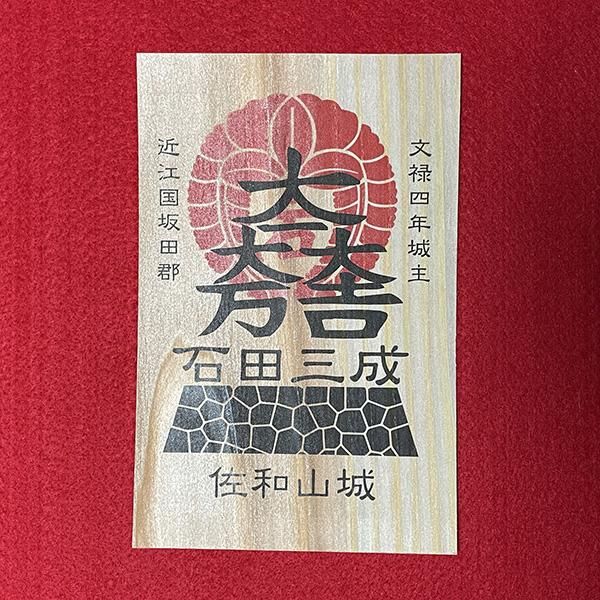 文禄四年城主
大一大万大吉
近江国坂田郡
石田三成
佐和山城